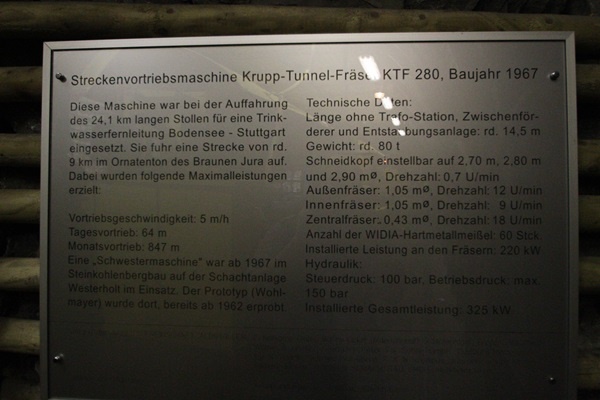 Streckenvortriebsmaschine Krupp-Tunnel-Fräse KTF 280, Baujahr 1967
Diese Maschine war bei der Auffahrung
des 24,1 km langen Stollen für eine Trink-
wasserfernleitung Bodensee - Stuttgart
eingesetzt. Sie fuhr eine Strecke von rd.
9 km im Ornatenton des Braunen Jura auf.
Dabei wurden folgende Maximalleistungen
erzielt:
Vortriebsgeschwindigkeit: 5 m/h
Tagesvortrieb: 64 m
Monatsvortrieb: 847 m
Eine „Schwestermaschine" war ab 1967 im
Steinkohlenbergbau auf der Schachtanlage
Westerholt im Einsatz. Der Prototyp (Wohl-
mayer) wurde dort, bereits ab 1962 erprobt.
Technische Daten:
Länge ohne Trafo-Station, Zwischenför-
derer und Entstaubungsanlage: rd. 14,5 m
Gewicht: rd. 80 t
Schneidkopf einstellbar auf 2,70 m, 2,80 m
und 2,90 mø, Drehzahl: 0,7 U/min
Außenfräser: 1,05 mø, Drehzahl: 12 U/min
Innenfräser: 1,05 mø, Drehzahl: 9 U/min
Zentralfräser: 0,43 mø, Drehzahl: 18 U/min
Anzahl der WIDIA-Hartmetallmeißel: 60 Stck.
Installierte Leistung an den Fräsern: 220 kW
Hydraulik:
Steuerdruck: 100 bar, Betriebsdruck: max.
150 bar
Installierte Gesamtleistung: 325 kW